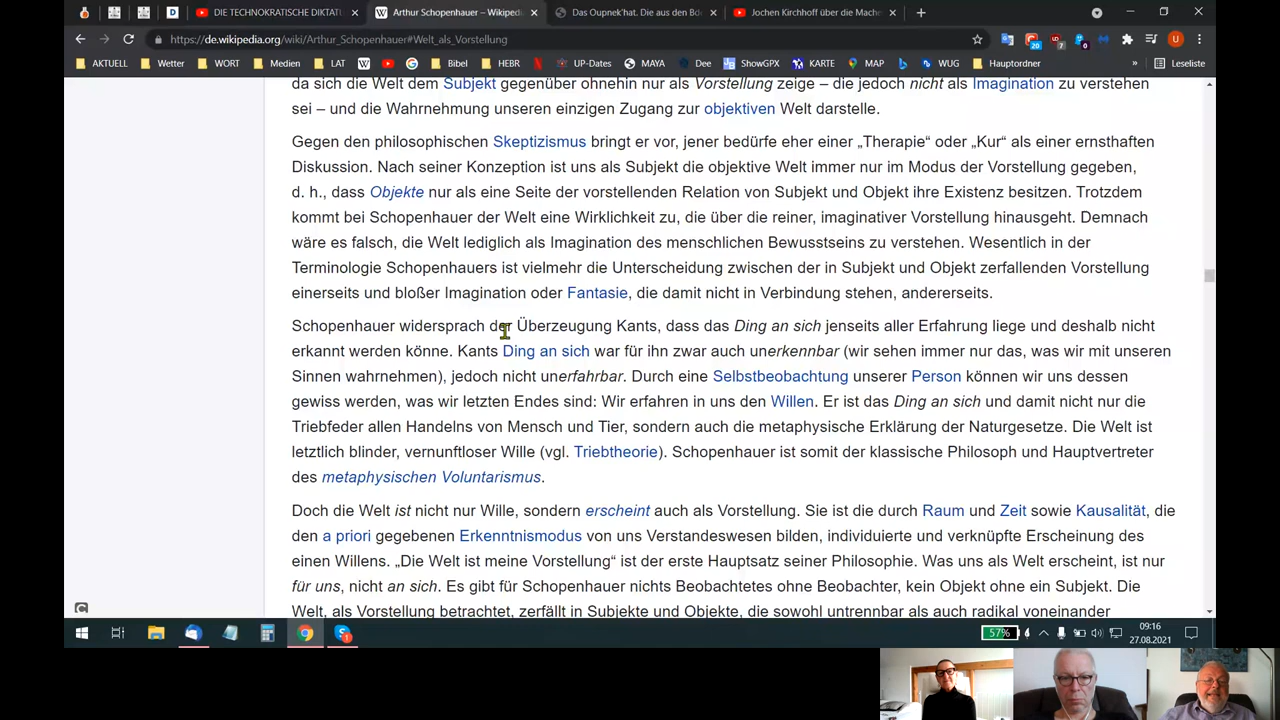 DIE TECHNOKRATISCHE DIKTATU
Arthur Schopenhauer – Wikiped
Das Oupnek'hat. Die aus den
Jochen Kirchhoff über die Mache
https://de.wikipedia.org/wiki/Arthur_Schopenhauer#Welt_als_Vorstellung
20 7 0 U
AKTUELL Wetter WORT Medien LAT Bibel HEBR UP-Dates MAYA Dee ShowGPX KARTE MAP WUG Hauptordner » Leseliste
da sich die Welt dem Subjekt gegenüber ohnehin nur als Vorstellung zeige – die jedoch nicht als Imagination zu verstehen
sei – und die Wahrnehmung unseren einzigen Zugang zur objektiven Welt darstelle.
Gegen den philosophischen Skeptizismus bringt er vor, jener bedürfe eher einer „Therapie“ oder „Kur“ als einer ernsthaften
Diskussion. Nach seiner Konzeption ist uns als Subjekt die objektive Welt immer nur im Modus der Vorstellung gegeben,
d. h., dass Objekte nur als eine Seite der vorstellenden Relation von Subjekt und Objekt ihre Existenz besitzen. Trotzdem
kommt bei Schopenhauer der Welt eine Wirklichkeit zu, die über die reiner, imaginativer Vorstellung hinausgeht. Demnach
wäre es falsch, die Welt lediglich als Imagination des menschlichen Bewusstseins zu verstehen. Wesentlich in der
Terminologie Schopenhauers ist vielmehr die Unterscheidung zwischen der in Subjekt und Objekt zerfallenden Vorstellung
einerseits und bloßer Imagination oder Fantasie, die damit nicht in Verbindung stehen, andererseits.
Schopenhauer widersprach der Überzeugung Kants, dass das Ding an sich jenseits aller Erfahrung liege und deshalb nicht
erkannt werden könne. Kants Ding an sich war für ihn zwar auch unerkennbar (wir sehen immer nur das, was wir mit unseren
Sinnen wahrnehmen), jedoch nicht unerfahrbar. Durch eine Selbstbeobachtung unserer Person können wir uns dessen
gewiss werden, was wir letzten Endes sind: Wir erfahren in uns den Willen. Er ist das Ding an sich und damit nicht nur die
Triebfeder allen Handelns von Mensch und Tier, sondern auch die metaphysische Erklärung der Naturgesetze. Die Welt ist
letztlich blinder, vernunftloser Wille (vgl. Triebtheorie). Schopenhauer ist somit der klassische Philosoph und Hauptvertreter
des metaphysischen Voluntarismus.
Doch die Welt ist nicht nur Wille, sondern erscheint auch als Vorstellung. Sie ist die durch Raum und Zeit sowie Kausalität, die
den a priori gegebenen Erkenntnismodus von uns Verstandeswesen bilden, individuierte und verknüpfte Erscheinung des
einen Willens. „Die Welt ist meine Vorstellung“ ist der erste Hauptsatz seiner Philosophie. Was uns als Welt erscheint, ist nur
für uns, nicht an sich. Es gibt für Schopenhauer nichts Beobachtetes ohne Beobachter, kein Objekt ohne ein Subjekt. Die
Welt, als Vorstellung betrachtet, zerfällt in Subjekte und Objekte, die sowohl untrennbar als auch radikal voneinander
57% 09:16
27.08.2021